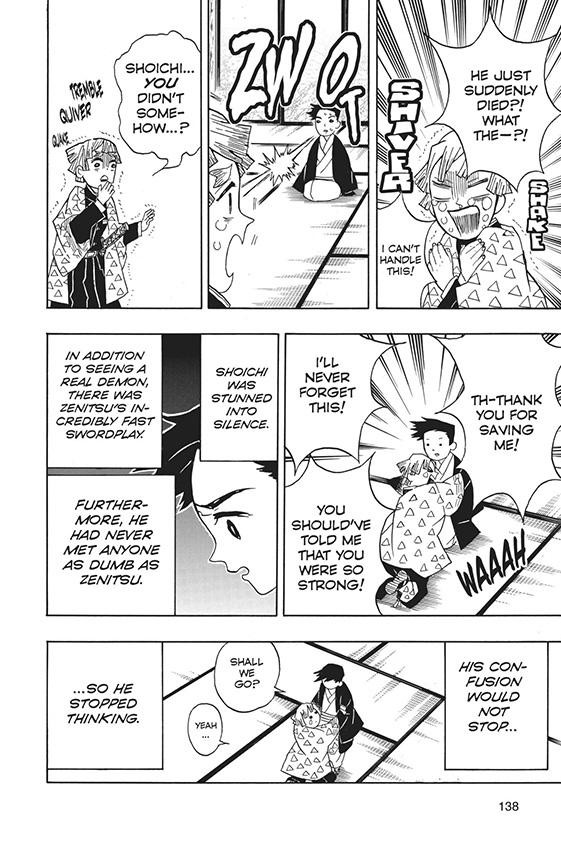 HE JUST
SUDDENLY
DIED?!
WHAT
THE—?!
SHIVER
SHAKE
I CAN'T
HANDLE
THIS!
ZWOT
SHOICHI...
YOU
DIDN'T
SOME-
HOW...?
TREMBLE
QUIVER
QUAKE
TH-THANK
YOU FOR
SAVING
ME!
I'LL
NEVER
FORGET
THIS!
YOU
SHOULD'VE
TOLD ME
THAT YOU
WERE SO
STRONG!
WAAAH
SHOICHI WAS
STUNNED
INTO
SILENCE.
IN ADDITION
TO SEEING A
REAL DEMON,
THERE WAS
ZENITSU'S IN-
CREDIBLY FAST
SWORDPLAY.
FURTHER-
MORE, HE
HAD NEVER
MET ANYONE
AS DUMB AS
ZENITSU.
HIS CON-
FUSION
WOULD
NOT
STOP...
SHALL
WE
GO?
YEAH
...
...SO HE
STOPPED
THINKING.
138